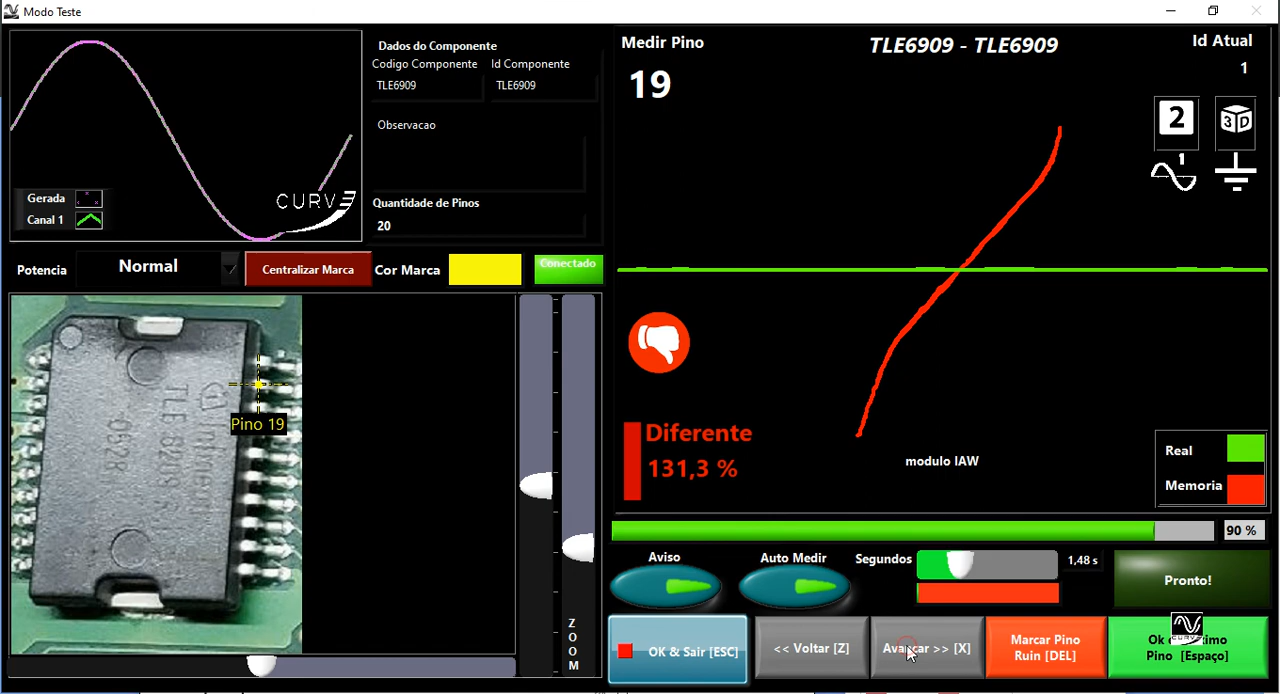 Modo Teste
Gerada
Canal 1
CURVE
Dados do Componente
Codigo Componente
Id Componente
TLE6909
TLE6909
Observacao
Quantidade de Pinos
20
Potencia
Normal
Centralizar Marca
Cor Marca
Conectado
Pino 19
ZOOM
Medir Pino
19
TLE6909 - TLE6909
Id Atual
1
2
3D
1
Diferente
131,3 %
modulo IAW
Real
Memoria
90 %
Aviso
Auto Medir
Segundos
1,48 s
Pronto!
OK & Sair [ESC]
<< Voltar [Z]
Avançar >> [X]
Marcar Pino
Ruin [DEL]
Ok
Pino [Espaço]